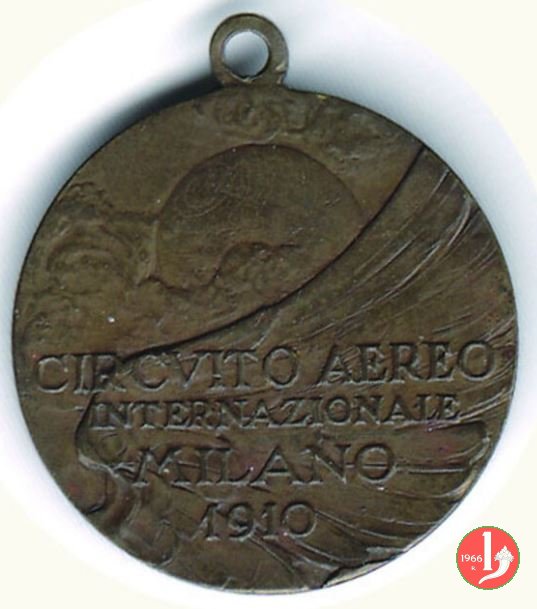 CIRCVITO AEREO
INTERNAZIONALE
MILANO
1910
1966
R